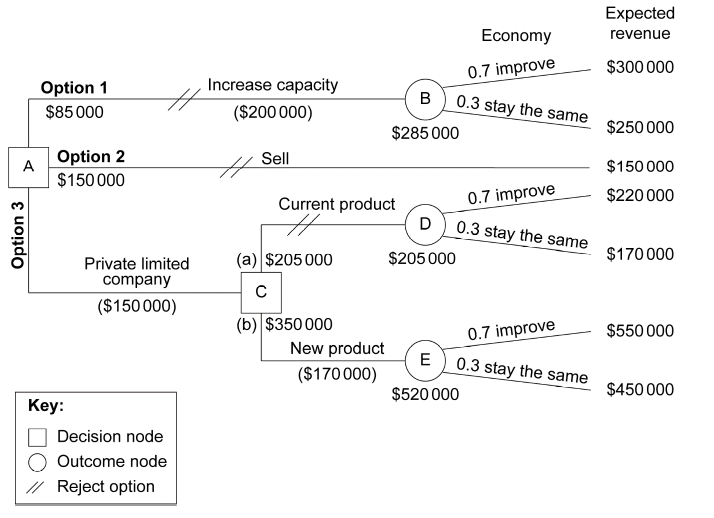 Expected
revenue
Economy
0.7 improve
$300 000
Option 1
Increase capacity
B
0.3 stay the same
$85 000
($200 000)
$285 000
$250 000
A
Option 2
Sell
$150 000
$150 000
Option 3
Current product
D
0.7 improve
$220 000
0.3 stay the same
(a) $205 000
$205 000
$170 000
Private limited
company
($150 000)
C
(b) $350 000
New product
($170 000)
E
0.7 improve
$550 000
0.3 stay the same
$520 000
$450 000
Key:
Decision node
Outcome node
Reject option